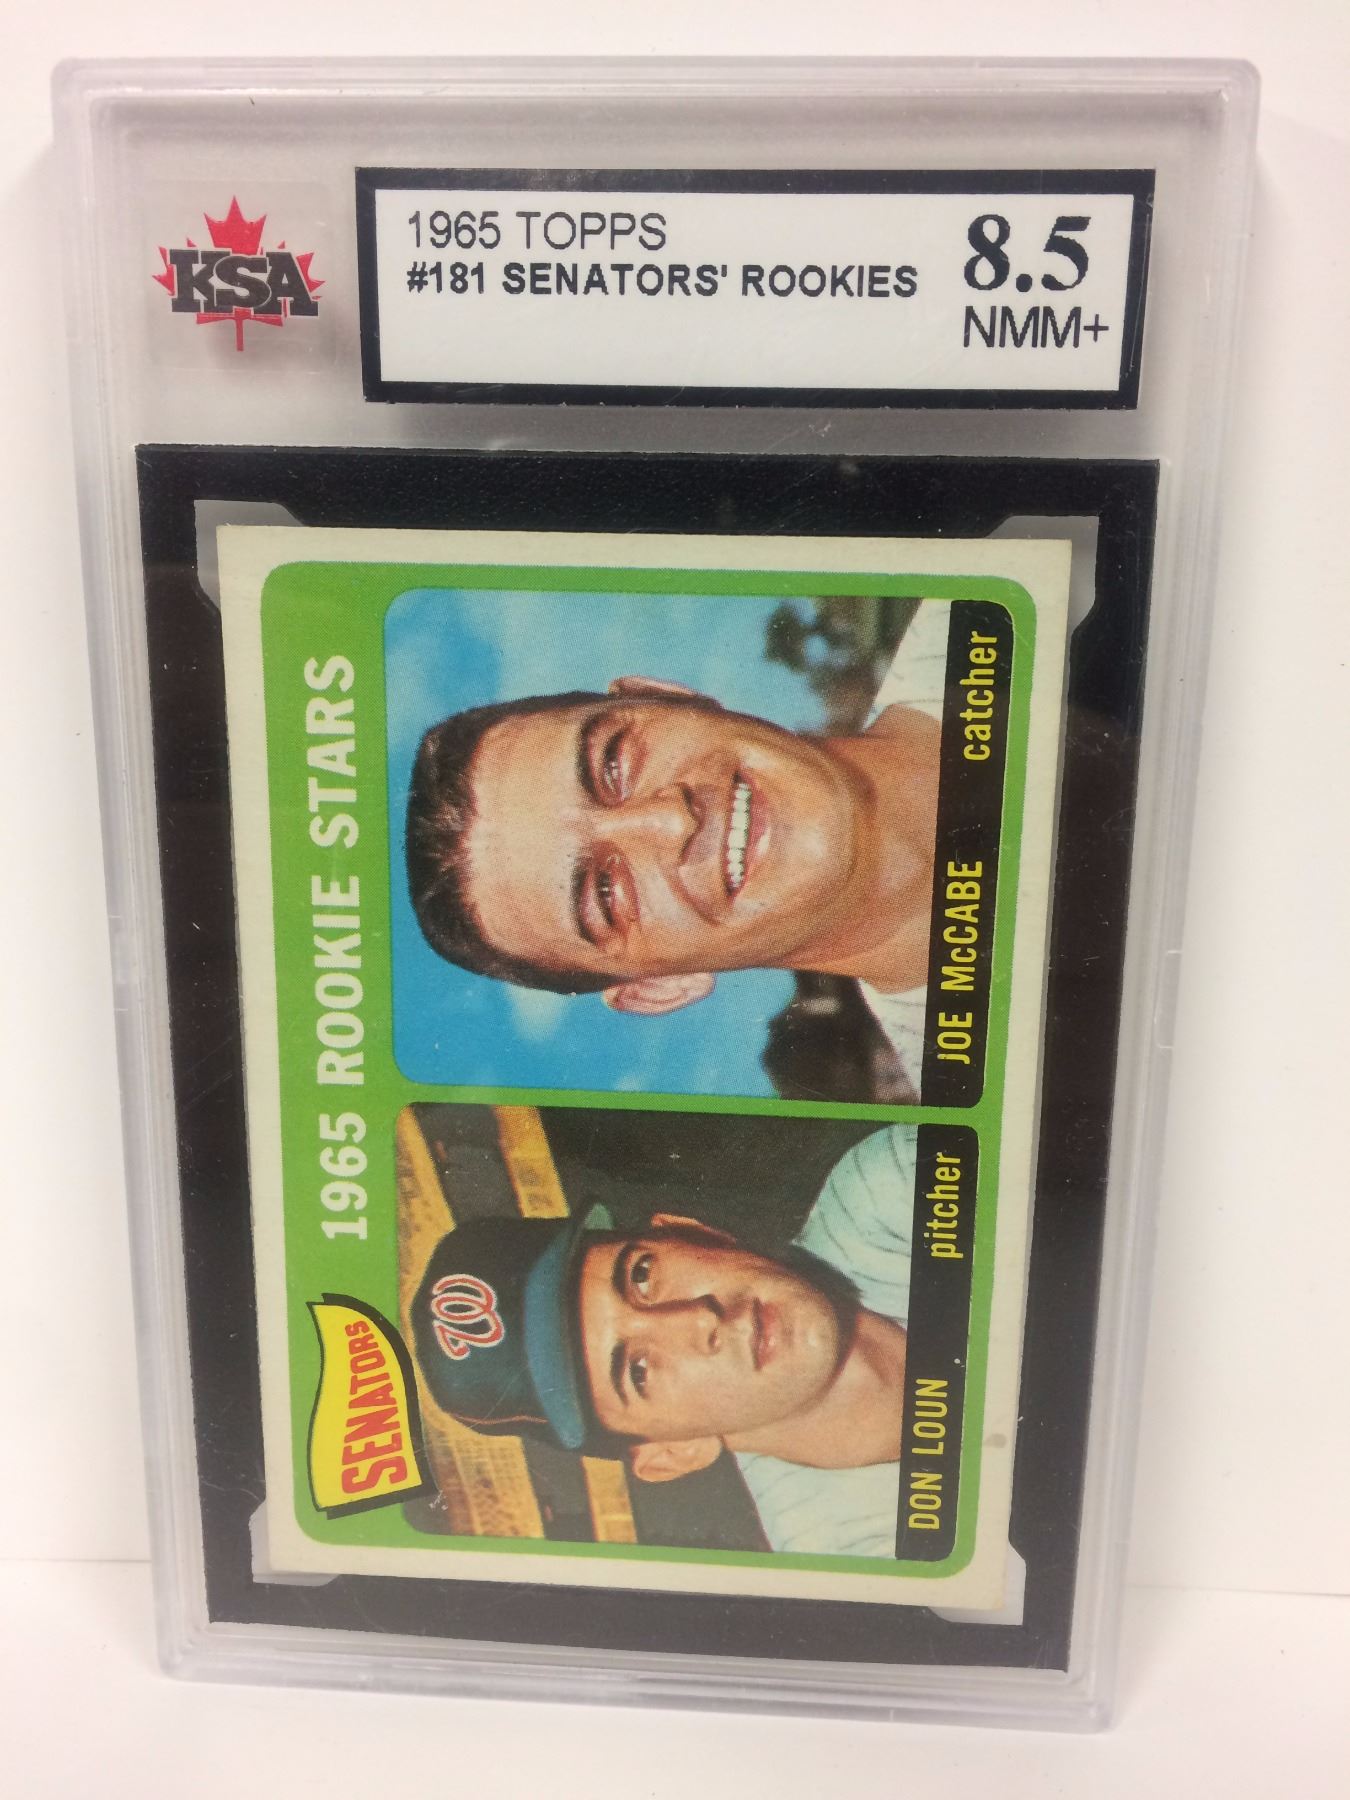 KSA
1965 TOPPS
#181 SENATORS' ROOKIES
8.5
NMM+
SENATORS
1965 ROOKIE STARS
W
DON LOUN pitcher
JOE McCABE catcher